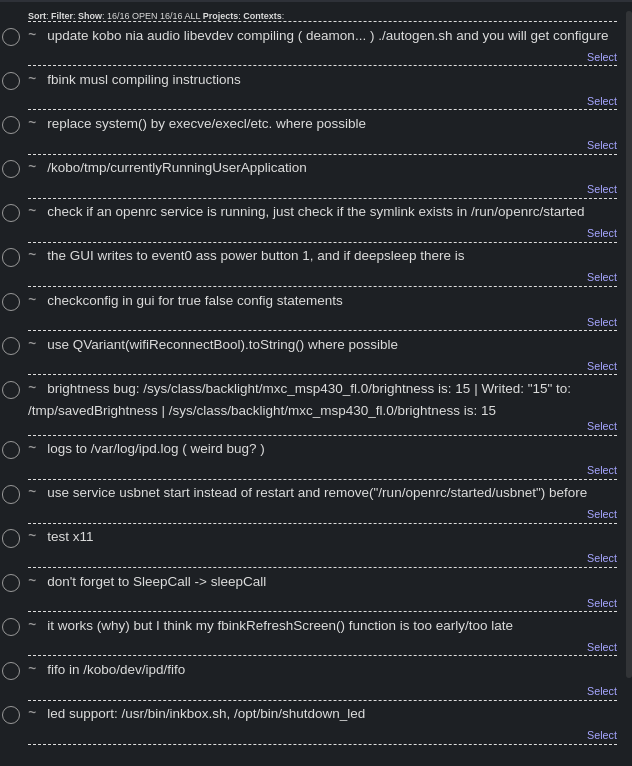 Sort: Filter: Show: 16/16 OPEN 16/16 ALL Projects: Contexts:
~ update kobo nia audio libevdev compiling ( deamon... ) ./autogen.sh and you will get configure
Select
~ fbink musl compiling instructions
Select
~ replace system() by execve/execl/etc. where possible
Select
~ /kobo/tmp/currentlyRunningUserApplication
Select
~ check if an openrc service is running, just check if the symlink exists in /run/openrc/started
Select
~ the GUI writes to event0 ass power button 1, and if deepsleep there is
Select
~ checkconfig in gui for true false config statements
Select
~ use QVariant(wifiReconnectBool).toString() where possible
Select
~ brightness bug: /sys/class/backlight/mxc_msp430_fl.0/brightness is: 15 | Writed: "15" to:
/tmp/savedBrightness | /sys/class/backlight/mxc_msp430_fl.0/brightness is: 15
Select
~ logs to /var/log/ipd.log ( weird bug? )
Select
~ use service usbnet start instead of restart and remove("/run/openrc/started/usbnet") before
Select
~ test x11
Select
~ don't forget to SleepCall -> sleepCall
Select
~ it works (why) but I think my fbinkRefreshScreen() function is too early/too late
Select
~ fifo in /kobo/dev/ipd/fifo
Select
~ led support: /usr/bin/inkbox.sh, /opt/bin/shutdown_led
Select